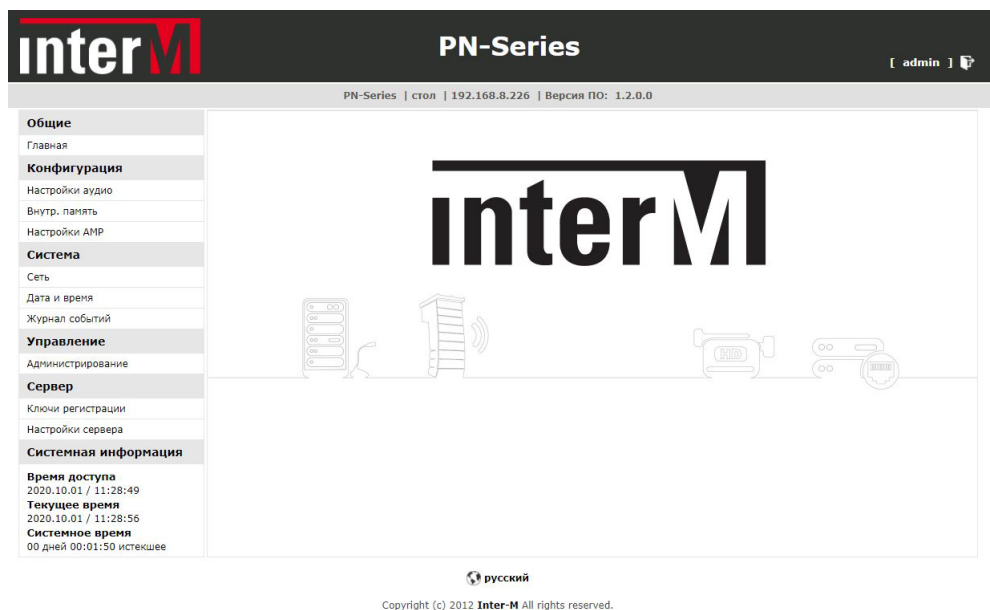 inter M
PN-Series
[ admin ]
PN-Series | стол | 192.168.8.226 | Версия ПО: 1.2.0.0
Общие
Главная
Конфигурация
Настройки аудио
Внутр. память
Настройки AMP
Система
Сеть
Дата и время
Журнал событий
Управление
Администрирование
Сервер
Ключи регистрации
Настройки сервера
Системная информация
Время доступа
2020.10.01 / 11:28:49
Текущее время
2020.10.01 / 11:28:56
Системное время
00 дней 00:01:50 истекшее
inter M
HD
русский
Copyright (c) 2012 Inter-M All rights reserved.